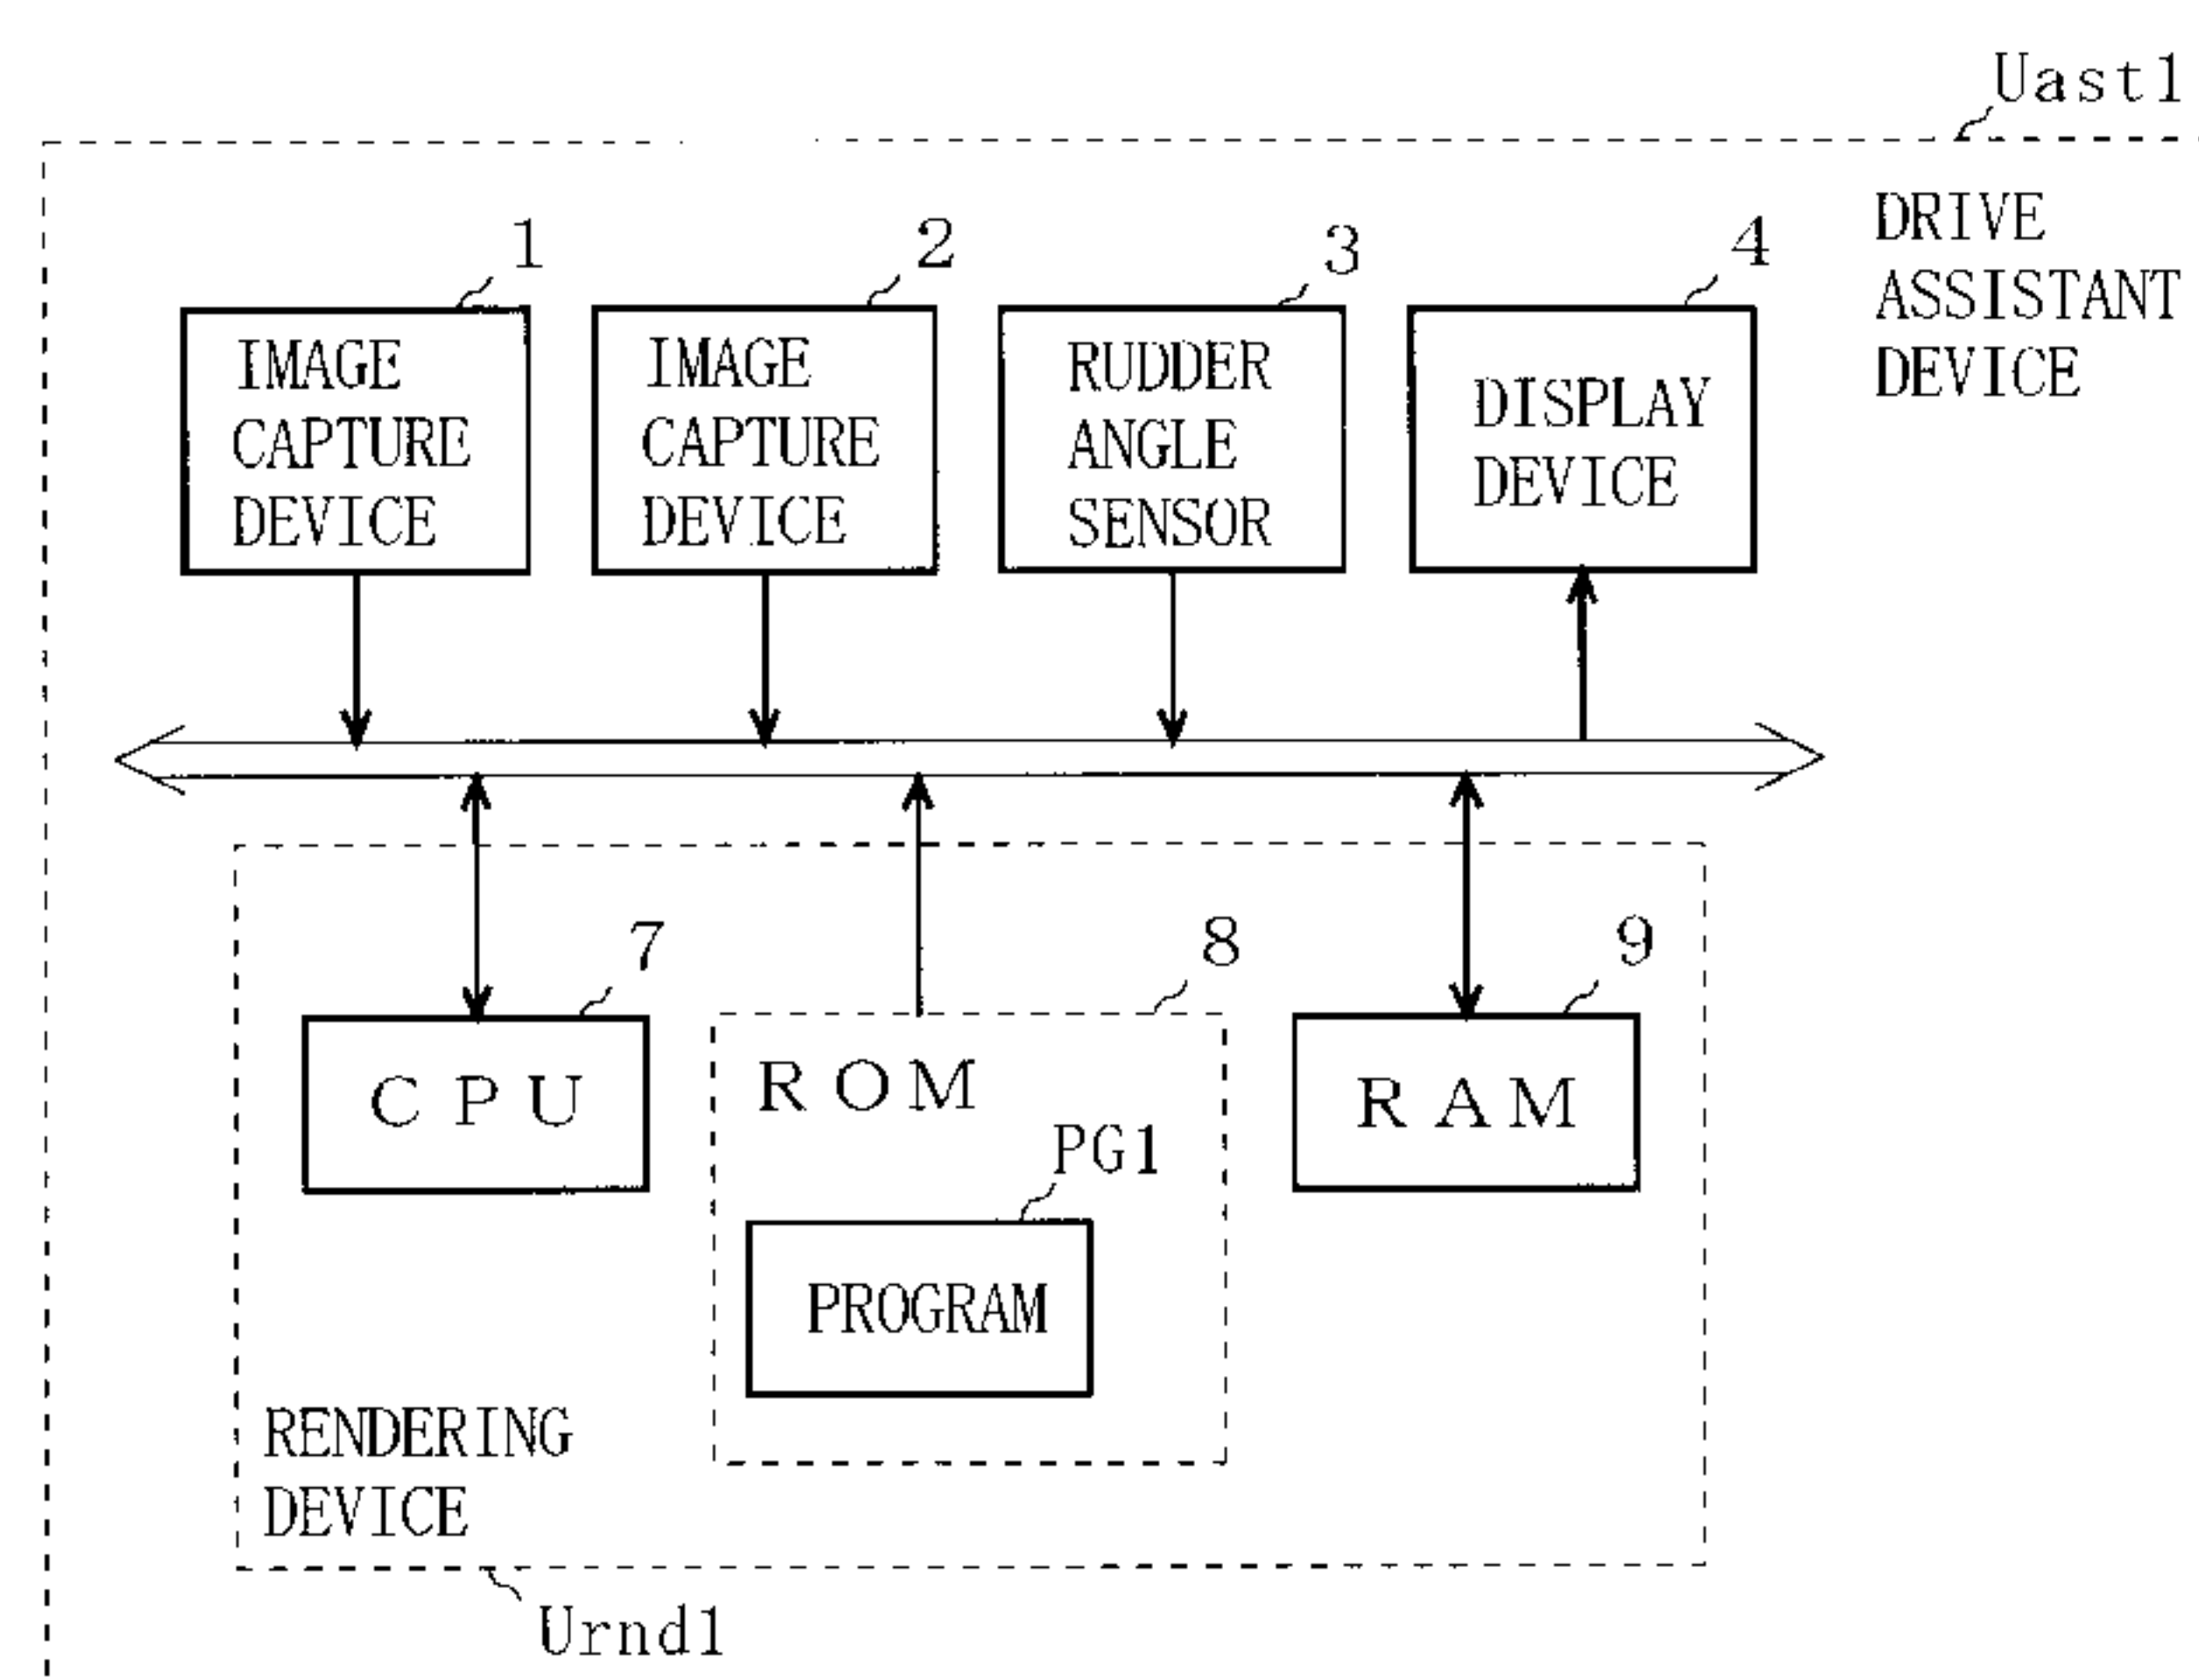 Uast1
DRIVE
ASSISTANT
DEVICE
1
2
3
4
IMAGE
CAPTURE
DEVICE
IMAGE
CAPTURE
DEVICE
RUDDER
ANGLE
SENSOR
DISPLAY
DEVICE
7
8
9
CPU
ROM
RAM
PG1
PROGRAM
RENDERING
DEVICE
Urnd1